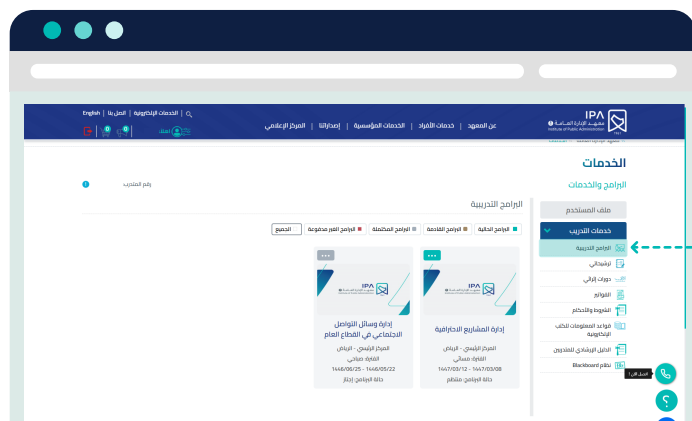 الخدمات الإلكترونية | اتصل بنا | English
IPA
معهد الإدارة العامة
Institute of Public Administration
عن المعهد | خدمات الأفراد | الخدمات المؤسسية | إصداراتنا | المركز الإعلامي
الخدمات
البرامج والخدمات
رقم المتدرب
ملف المستخدم
خدمات التدريب
البرامج التدريبية
ترشيحاتي
دورات إثرائي
الفواتير
الشروط والأحكام
قواعد المعلومات للكتب الإلكترونية
الدليل الإرشادي للمتدربين
نظام Blackboard
البرامج التدريبية
البرامج الحالية
البرامج القادمة
البرامج المكتملة
البرامج الغير مدفوعة
الجميع
IPA
إدارة المشاريع الاحترافية
المركز الرئيسي - الرياض
الفترة: مسائي
1447/03/12 - 1447/03/08
حالة البرنامج: منتظم
IPA
إدارة وسائل التواصل
الاجتماعي في القطاع العام
المركز الرئيسي - الرياض
الفترة: صباحي
1446/06/25 - 1446/05/22
حالة البرنامج: إجتاز
اتصل الآن !